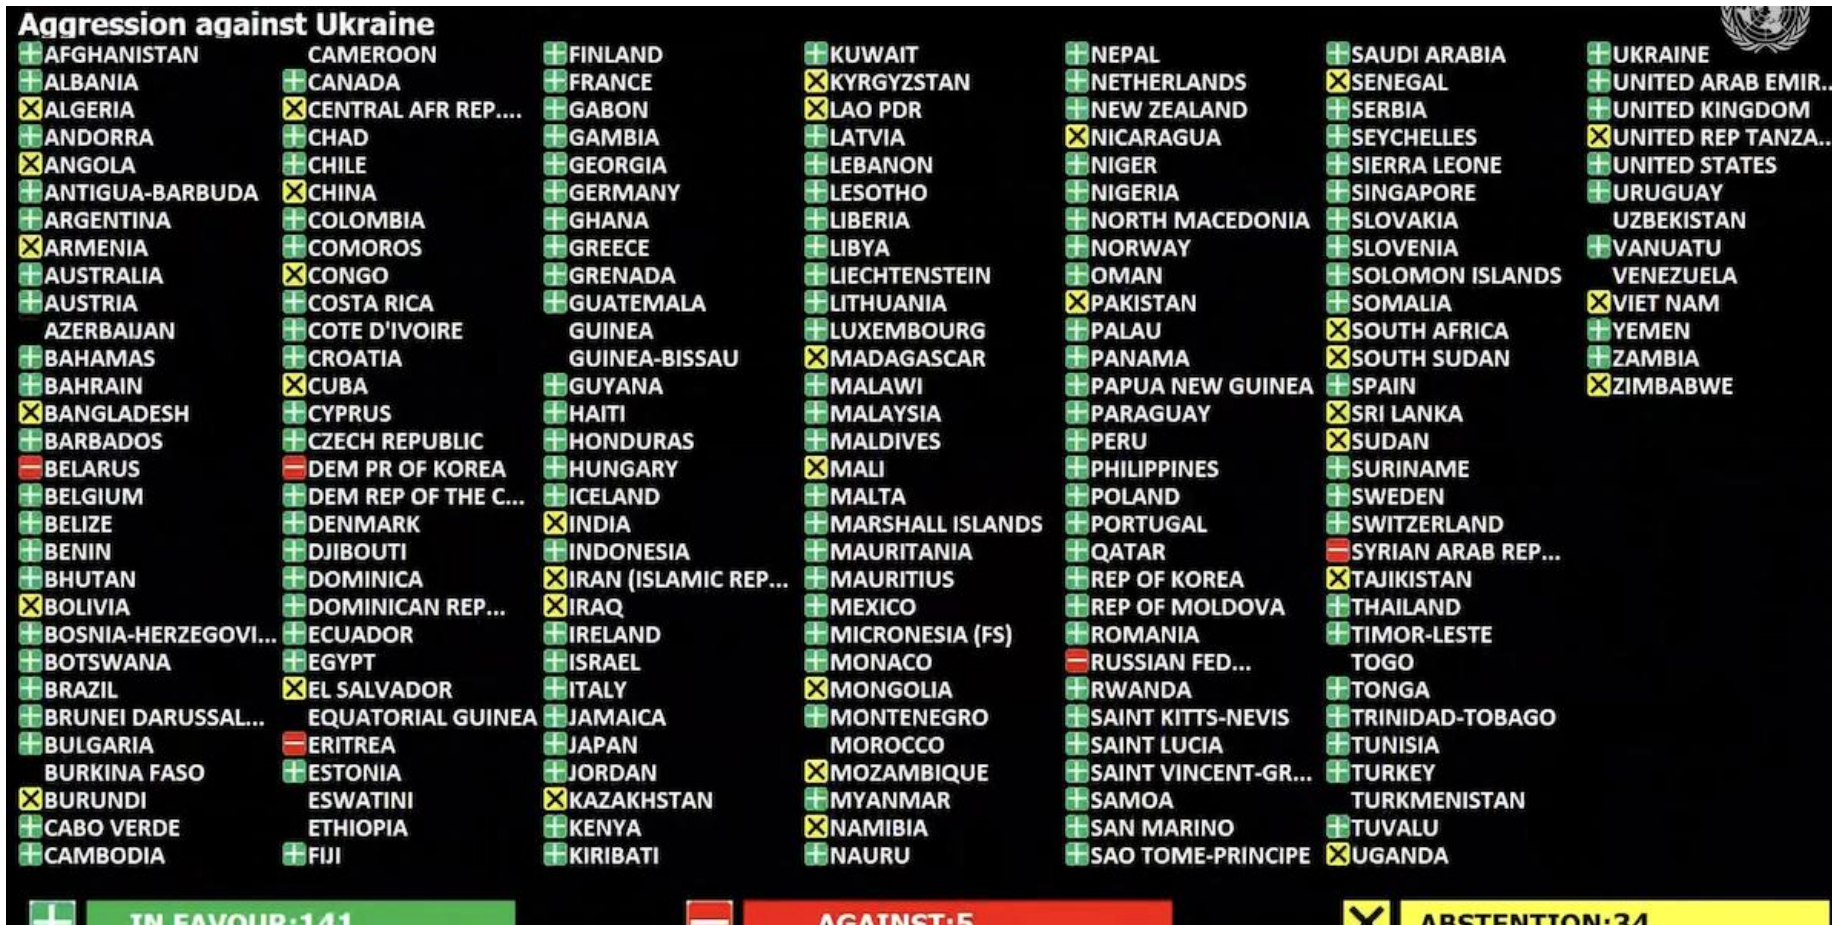 Aggression against Ukraine
AFGHANISTAN
ALBANIA
ALGERIA
ANDORRA
ANGOLA
ANTIGUA-BARBUDA
ARGENTINA
ARMENIA
AUSTRALIA
AUSTRIA
AZERBAIJAN
BAHAMAS
BAHRAIN
BANGLADESH
BARBADOS
BELARUS
BELGIUM
BELIZE
BENIN
BHUTAN
BOLIVIA
BOSNIA-HERZEGOVI...
BOTSWANA
BRAZIL
BRUNEI DARUSSAL...
BULGARIA
BURKINA FASO
BURUNDI
CABO VERDE
CAMBODIA
CAMEROON
CANADA
CENTRAL AFR REP....
CHAD
CHILE
CHINA
COLOMBIA
COMOROS
CONGO
COSTA RICA
COTE D'IVOIRE
CROATIA
CUBA
CYPRUS
CZECH REPUBLIC
DEM PR OF KOREA
DEM REP OF THE C...
DENMARK
DJIBOUTI
DOMINICA
DOMINICAN REP...
ECUADOR
EGYPT
EL SALVADOR
EQUATORIAL GUINEA
ERITREA
ESTONIA
ESWATINI
ETHIOPIA
FIJI
FINLAND
FRANCE
GABON
GAMBIA
GEORGIA
GERMANY
GHANA
GREECE
GRENADA
GUATEMALA
GUINEA
GUINEA-BISSAU
GUYANA
HAITI
HONDURAS
HUNGARY
ICELAND
INDIA
INDONESIA
IRAN (ISLAMIC REP...
IRAQ
IRELAND
ISRAEL
ITALY
JAMAICA
JAPAN
JORDAN
KAZAKHSTAN
KENYA
KIRIBATI
KUWAIT
KYRGYZSTAN
LAO PDR
LATVIA
LEBANON
LESOTHO
LIBERIA
LIBYA
LIECHTENSTEIN
LITHUANIA
LUXEMBOURG
MADAGASCAR
MALAWI
MALAYSIA
MALDIVES
MALI
MALTA
MARSHALL ISLANDS
MAURITANIA
MAURITIUS
MEXICO
MICRONESIA (FS)
MONACO
MONGOLIA
MONTENEGRO
MOROCCO
MOZAMBIQUE
MYANMAR
NAMIBIA
NAURU
NEPAL
NETHERLANDS
NEW ZEALAND
NICARAGUA
NIGER
NIGERIA
NORTH MACEDONIA
NORWAY
OMAN
PAKISTAN
PALAU
PANAMA
PAPUA NEW GUINEA
PARAGUAY
PERU
PHILIPPINES
POLAND
PORTUGAL
QATAR
REP OF KOREA
REP OF MOLDOVA
ROMANIA
RUSSIAN FED...
RWANDA
SAINT KITTS-NEVIS
SAINT LUCIA
SAINT VINCENT-GR...
SAMOA
SAN MARINO
SAO TOME-PRINCIPE
SAUDI ARABIA
SENEGAL
SERBIA
SEYCHELLES
SIERRA LEONE
SINGAPORE
SLOVAKIA
SLOVENIA
SOLOMON ISLANDS
SOMALIA
SOUTH AFRICA
SOUTH SUDAN
SPAIN
SRI LANKA
SUDAN
SURINAME
SWEDEN
SWITZERLAND
SYRIAN ARAB REP...
TAJIKISTAN
THAILAND
TIMOR-LESTE
TOGO
TONGA
TRINIDAD-TOBAGO
TUNISIA
TURKEY
TURKMENISTAN
TUVALU
UGANDA
UKRAINE
UNITED ARAB EMIR..
UNITED KINGDOM
UNITED REP TANZA..
UNITED STATES
URUGUAY
UZBEKISTAN
VANUATU
VENEZUELA
VIET NAM
YEMEN
ZAMBIA
ZIMBABWE
IN FAVOUR:141
AGAINST:5
ABSTENTION:34